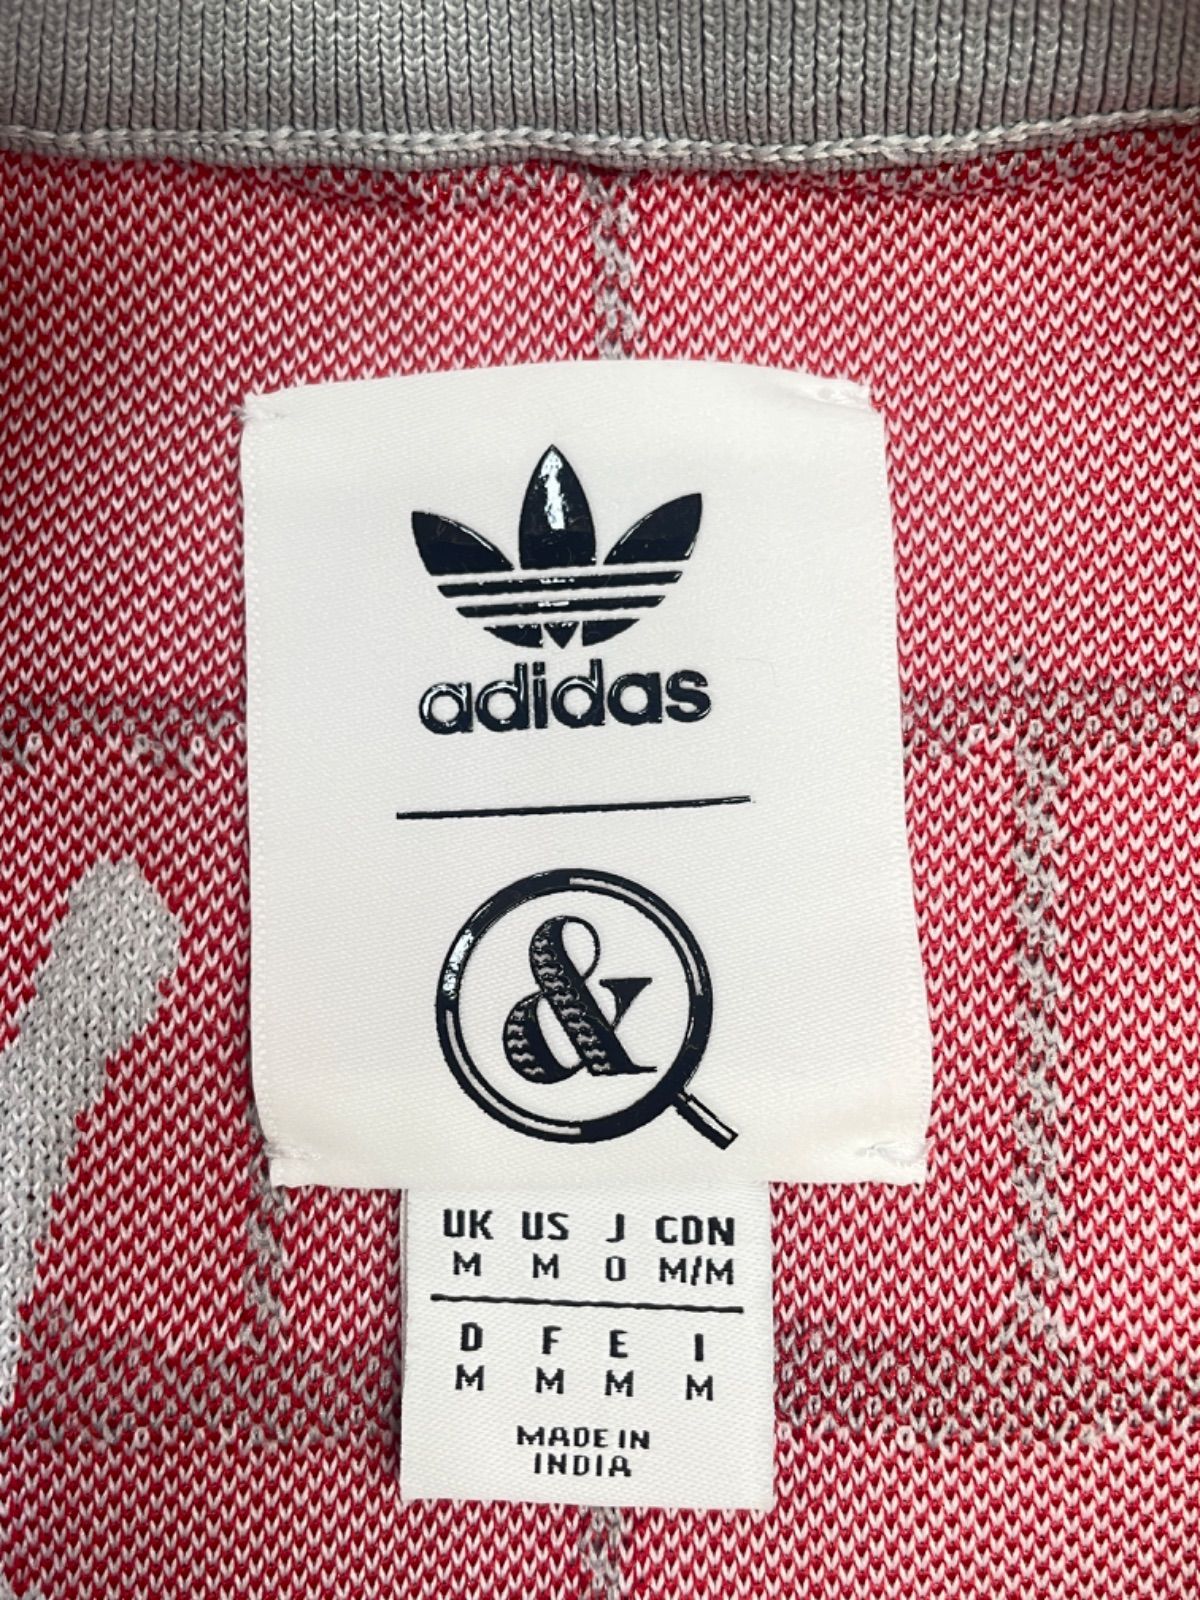 adidas
&
UK US J CDN
M M O M/M
D F E I
M M M M
MADE IN
INDIA